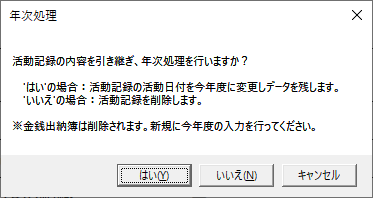 年次処理
活動記録の内容を引き継ぎ、年次処理を行いますか？
'はい'の場合：活動記録の活動日付を今年度に変更しデータを残します。
'いいえ'の場合：活動記録を削除します。
※金銭出納簿は削除されます。新規に今年度の入力を行ってください。
はい(Y) いいえ(N) キャンセル